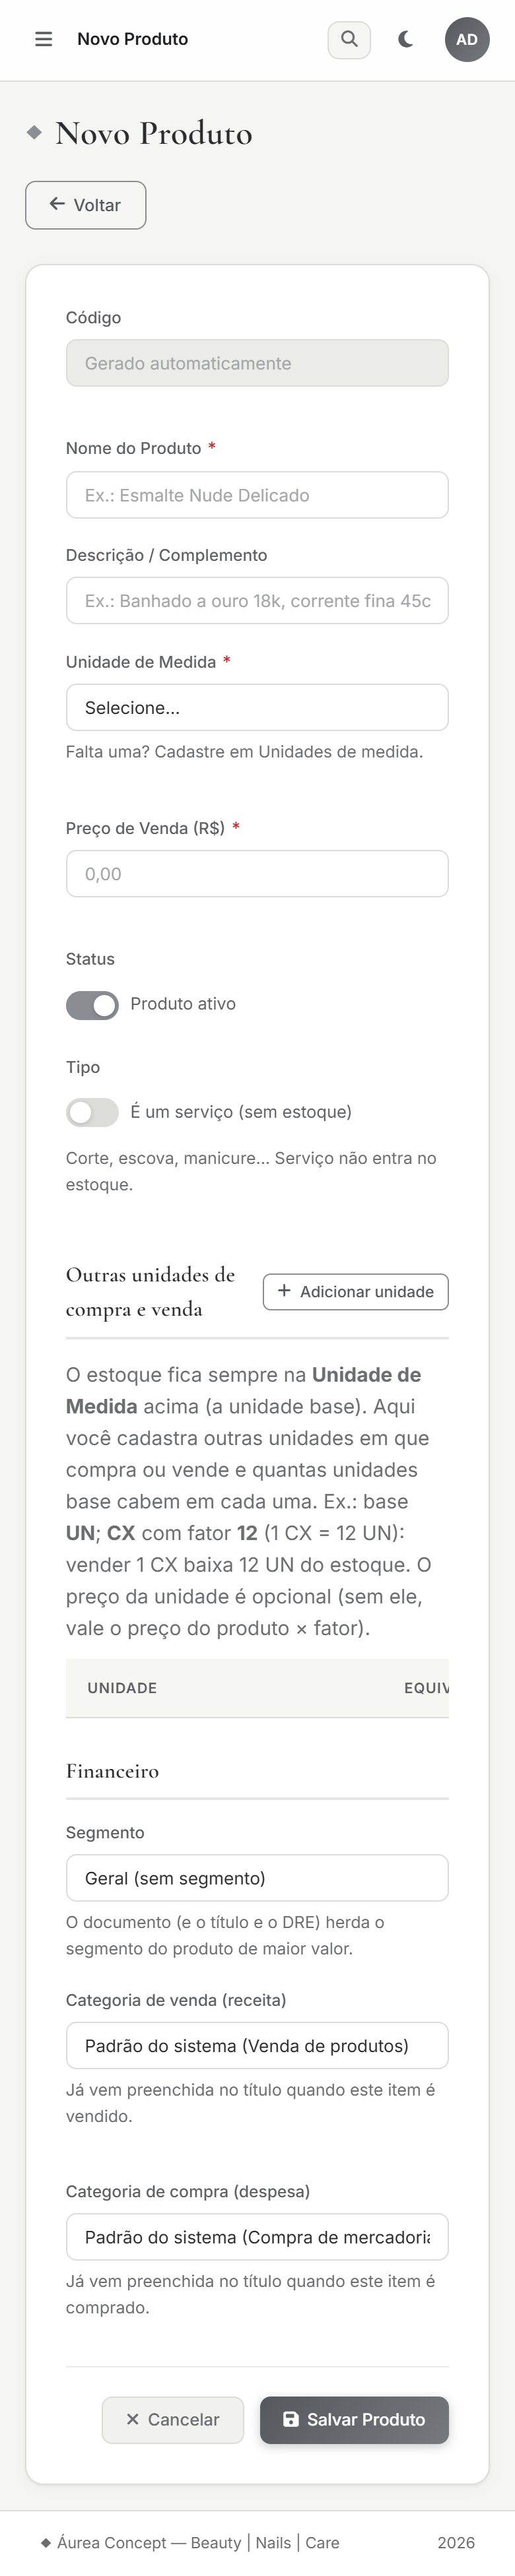 Novo Produto
AD
Novo Produto
Voltar
Código
Gerado automaticamente
Nome do Produto *
Ex.: Esmalte Nude Delicado
Descrição / Complemento
Ex.: Banhado a ouro 18k, corrente fina 45c
Unidade de Medida *
Selecione...
Falta uma? Cadastre em Unidades de medida.
Preço de Venda (R$) *
0,00
Status
Produto ativo
Tipo
É um serviço (sem estoque)
Corte, escova, manicure... Serviço não entra no
estoque.
Outras unidades de
compra e venda
Adicionar unidade
O estoque fica sempre na Unidade de
Medida acima (a unidade base). Aqui
você cadastra outras unidades em que
compra ou vende e quantas unidades
base cabem em cada uma. Ex.: base
UN; CX com fator 12 (1 CX = 12 UN):
vender 1 CX baixa 12 UN do estoque. O
preço da unidade é opcional (sem ele,
vale o preço do produto × fator).
UNIDADE EQUIV
Financeiro
Segmento
Geral (sem segmento)
O documento (e o título e o DRE) herda o
segmento do produto de maior valor.
Categoria de venda (receita)
Padrão do sistema (Venda de produtos)
Já vem preenchida no título quando este item é
vendido.
Categoria de compra (despesa)
Padrão do sistema (Compra de mercadoria
Já vem preenchida no título quando este item é
comprado.
Cancelar
Salvar Produto
Áurea Concept — Beauty | Nails | Care 2026